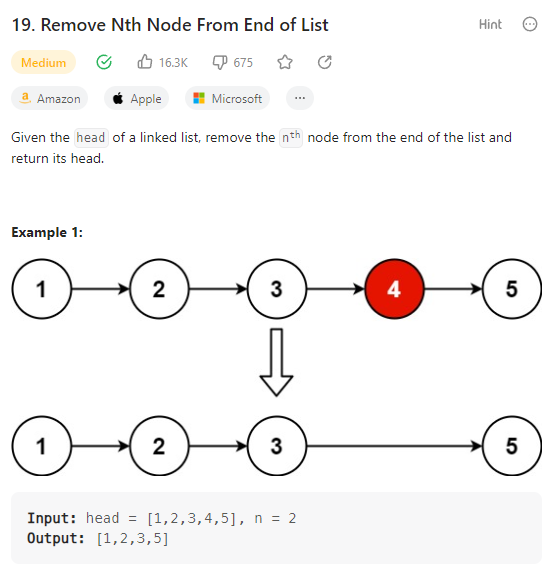 19. Remove Nth Node From End of List Hint
Medium 16.3K 675
a Amazon Apple Microsoft ...
Given the head of a linked list, remove the nth node from the end of the list and
return its head.
Example 1:
1 2 3 4 5
1 2 3 5
Input: head = [1,2,3,4,5], n = 2
Output: [1,2,3,5]